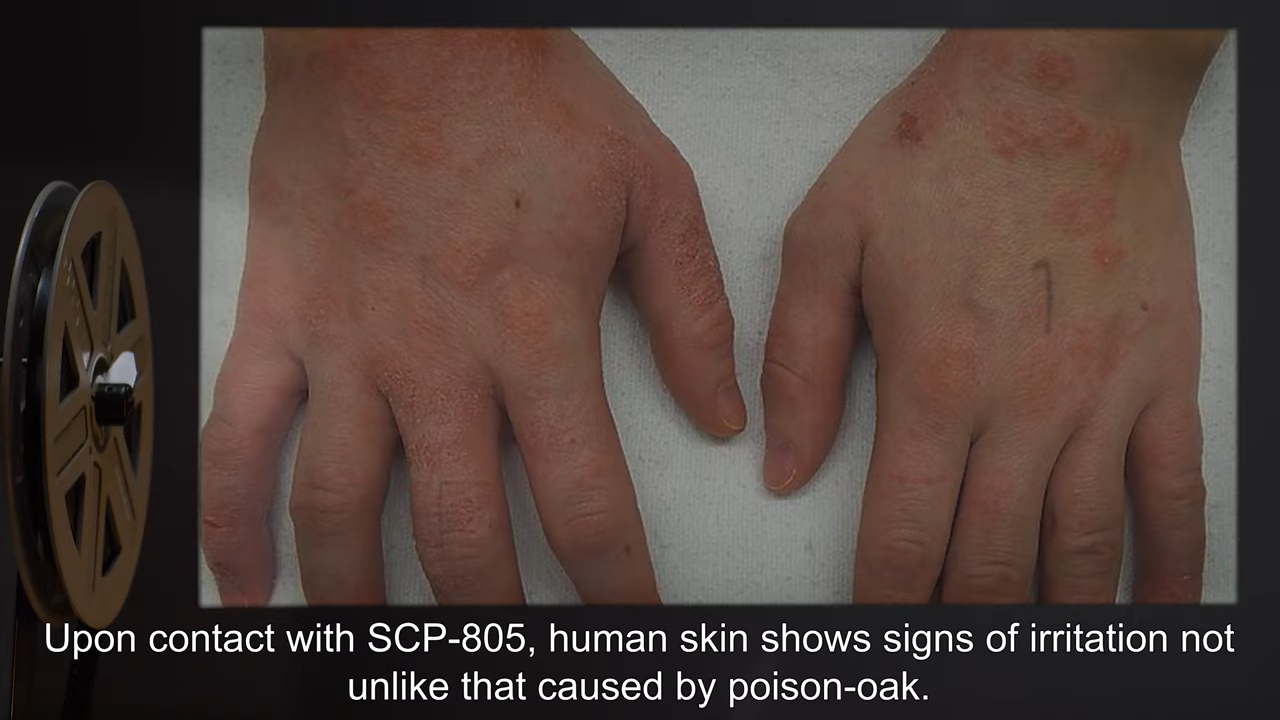 Upon contact with SCP-805, human skin shows signs of irritation not
unlike that caused by poison-oak.